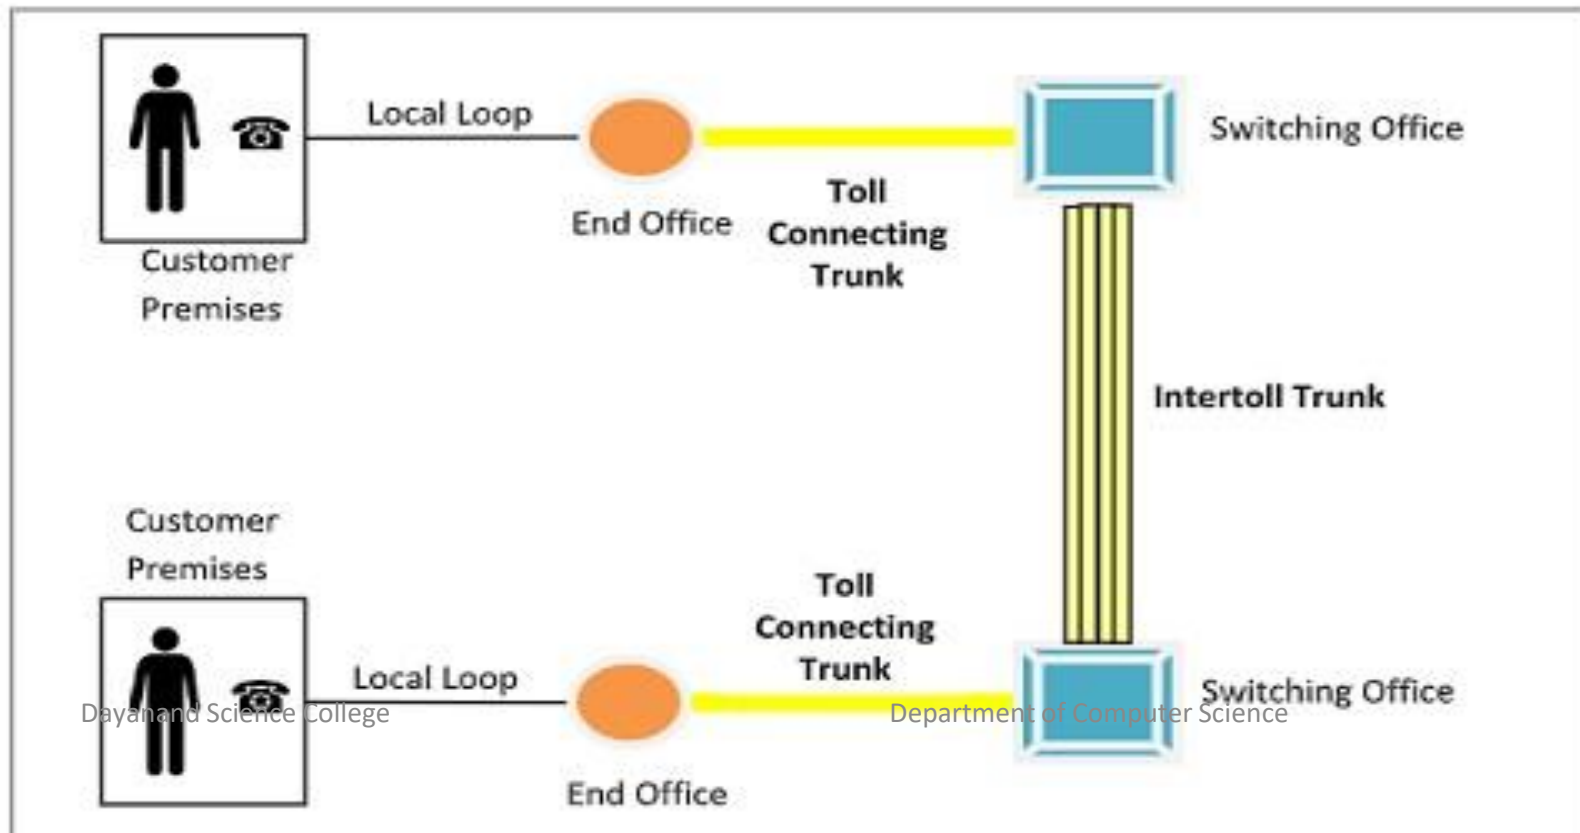 Local Loop
Switching Office
Toll
Connecting
Trunk
End Office
Customer
Premises
Intertoll Trunk
Customer
Premises
Toll
Connecting
Trunk
Local Loop
Switching Office
Dayanand Science College
Department of Computer Science
End Office